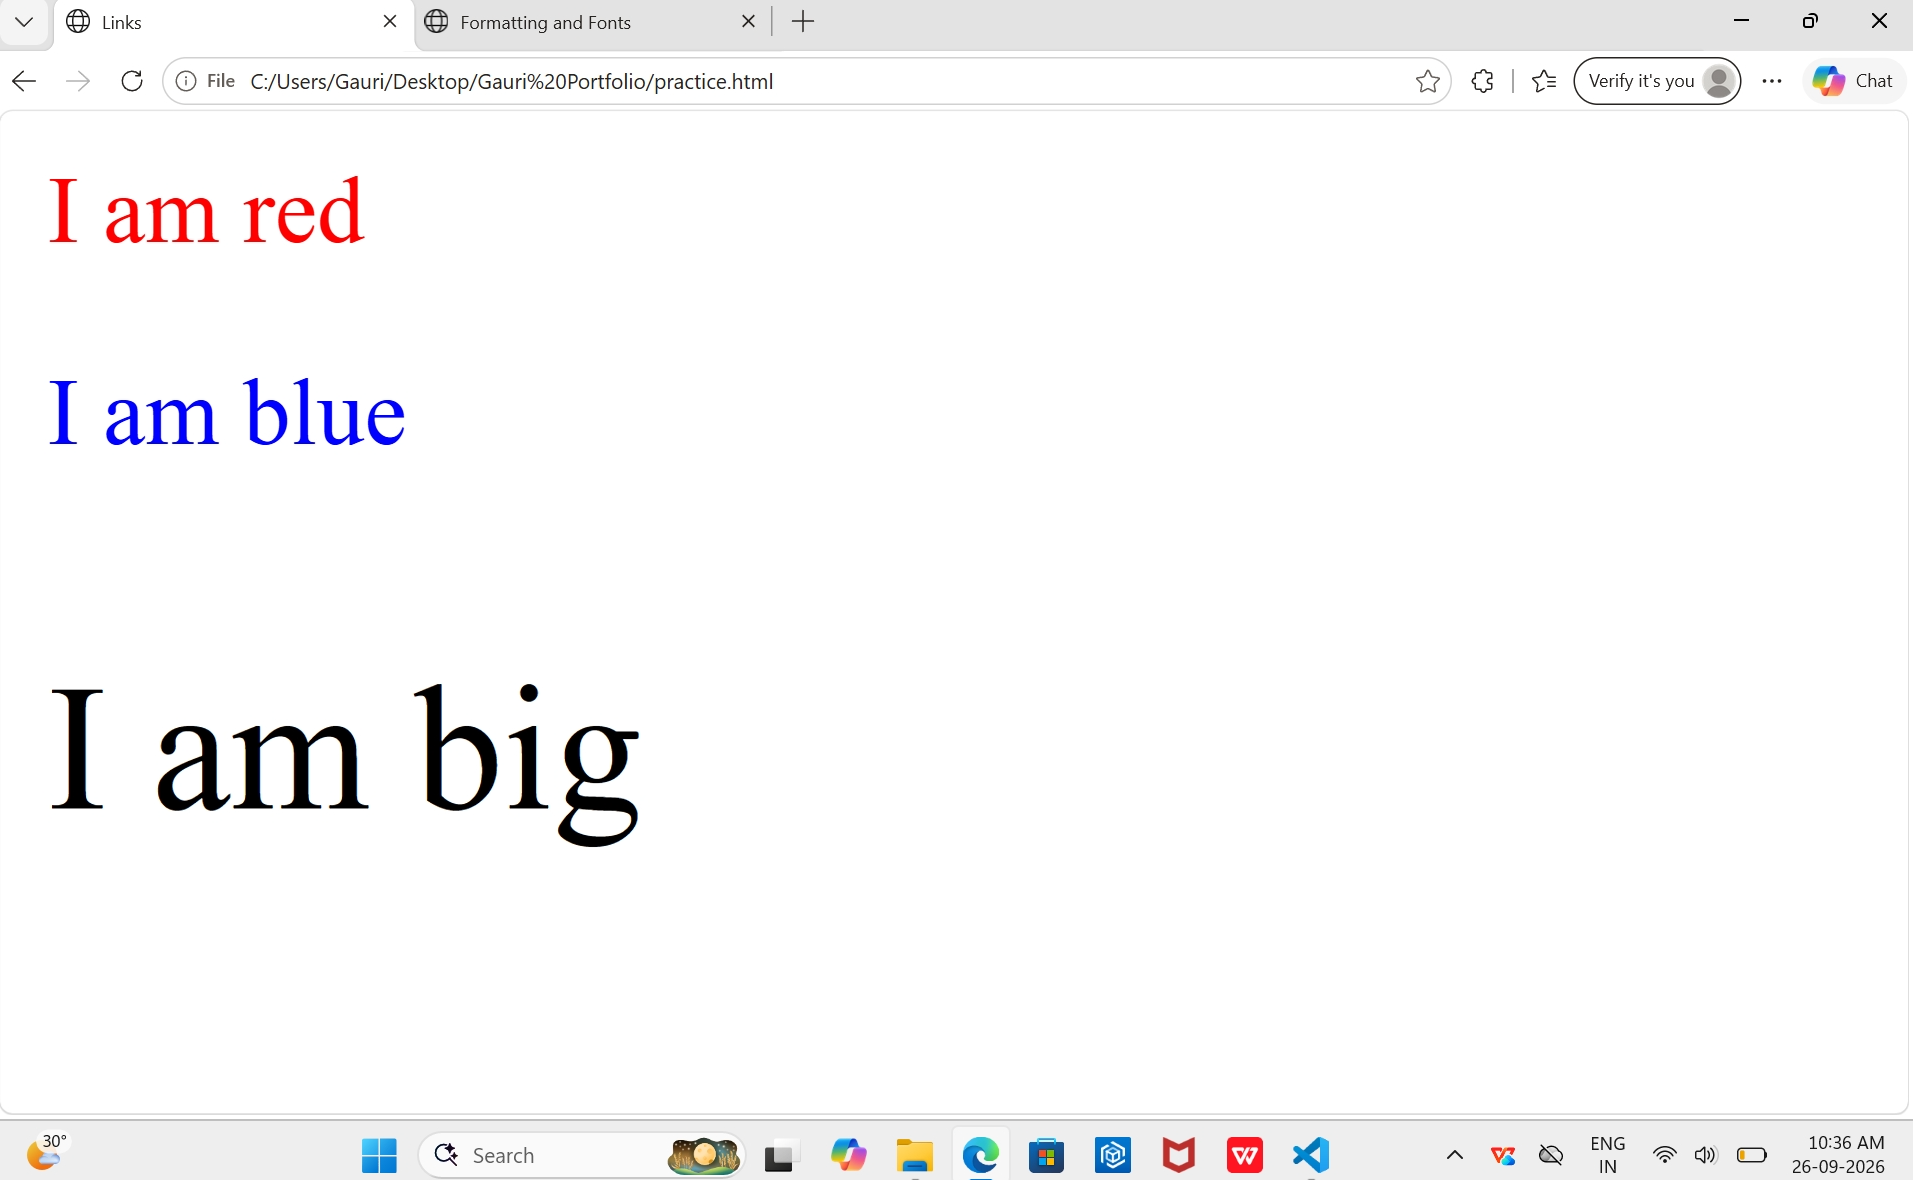 Links
Formatting and Fonts
File C:/Users/Gauri/Desktop/Gauri%20Portfolio/practice.html
Verify it's you
Chat
I am red
I am blue
I am big
30°
Search
ENG
IN
10:36 AM
26-09-2026